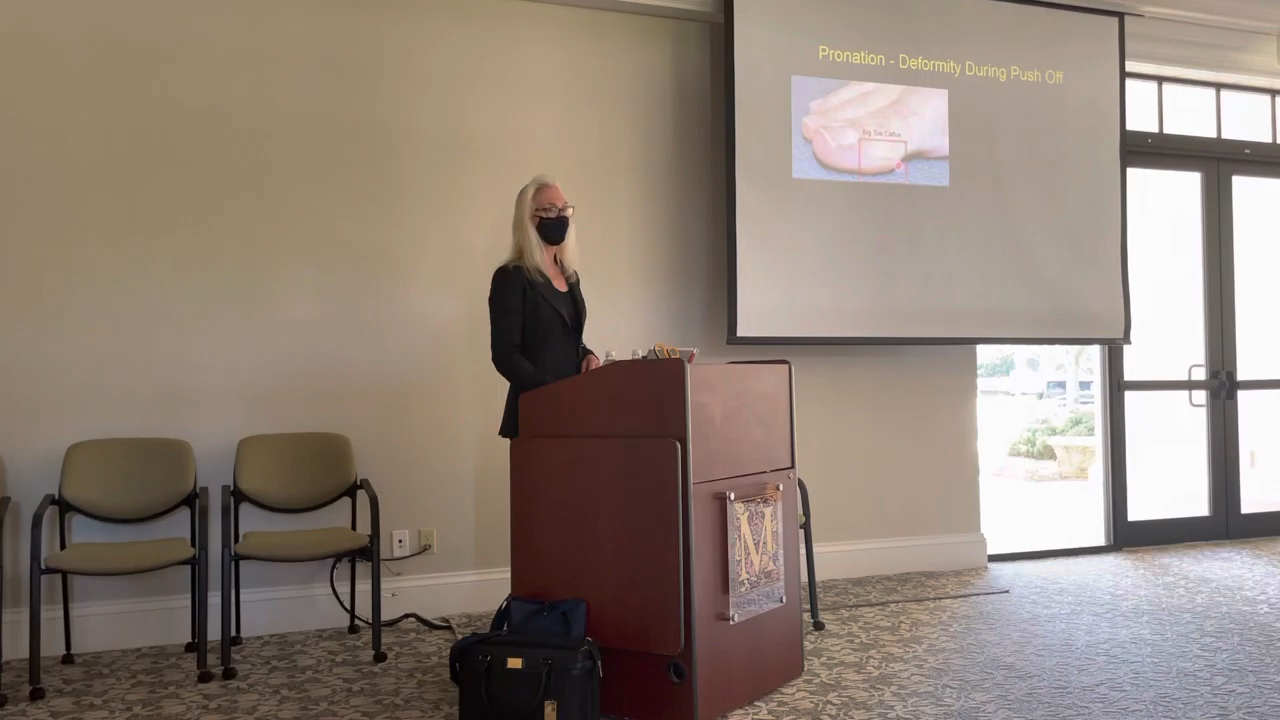 Pronation - Deformity During Push Off
Big Toe Callus
M